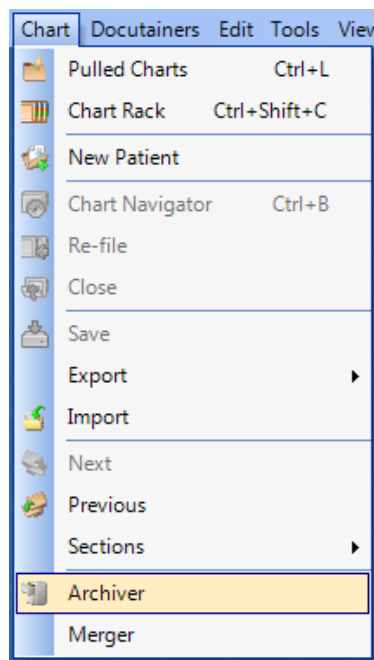 Chart Docutainers Edit Tools View
Pulled Charts Ctrl+L
Chart Rack Ctrl+Shift+C
New Patient
Chart Navigator Ctrl+B
Re-file
Close
Save
Export
Import
Next
Previous
Sections
Archiver
Merger